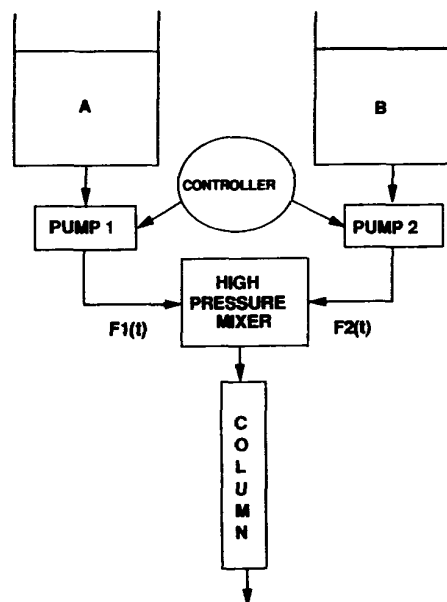 A
B
CONTROLLER
PUMP 1
PUMP 2
HIGH
PRESSURE
MIXER
F1(t)
F2(t)
C
O
L
U
M
N